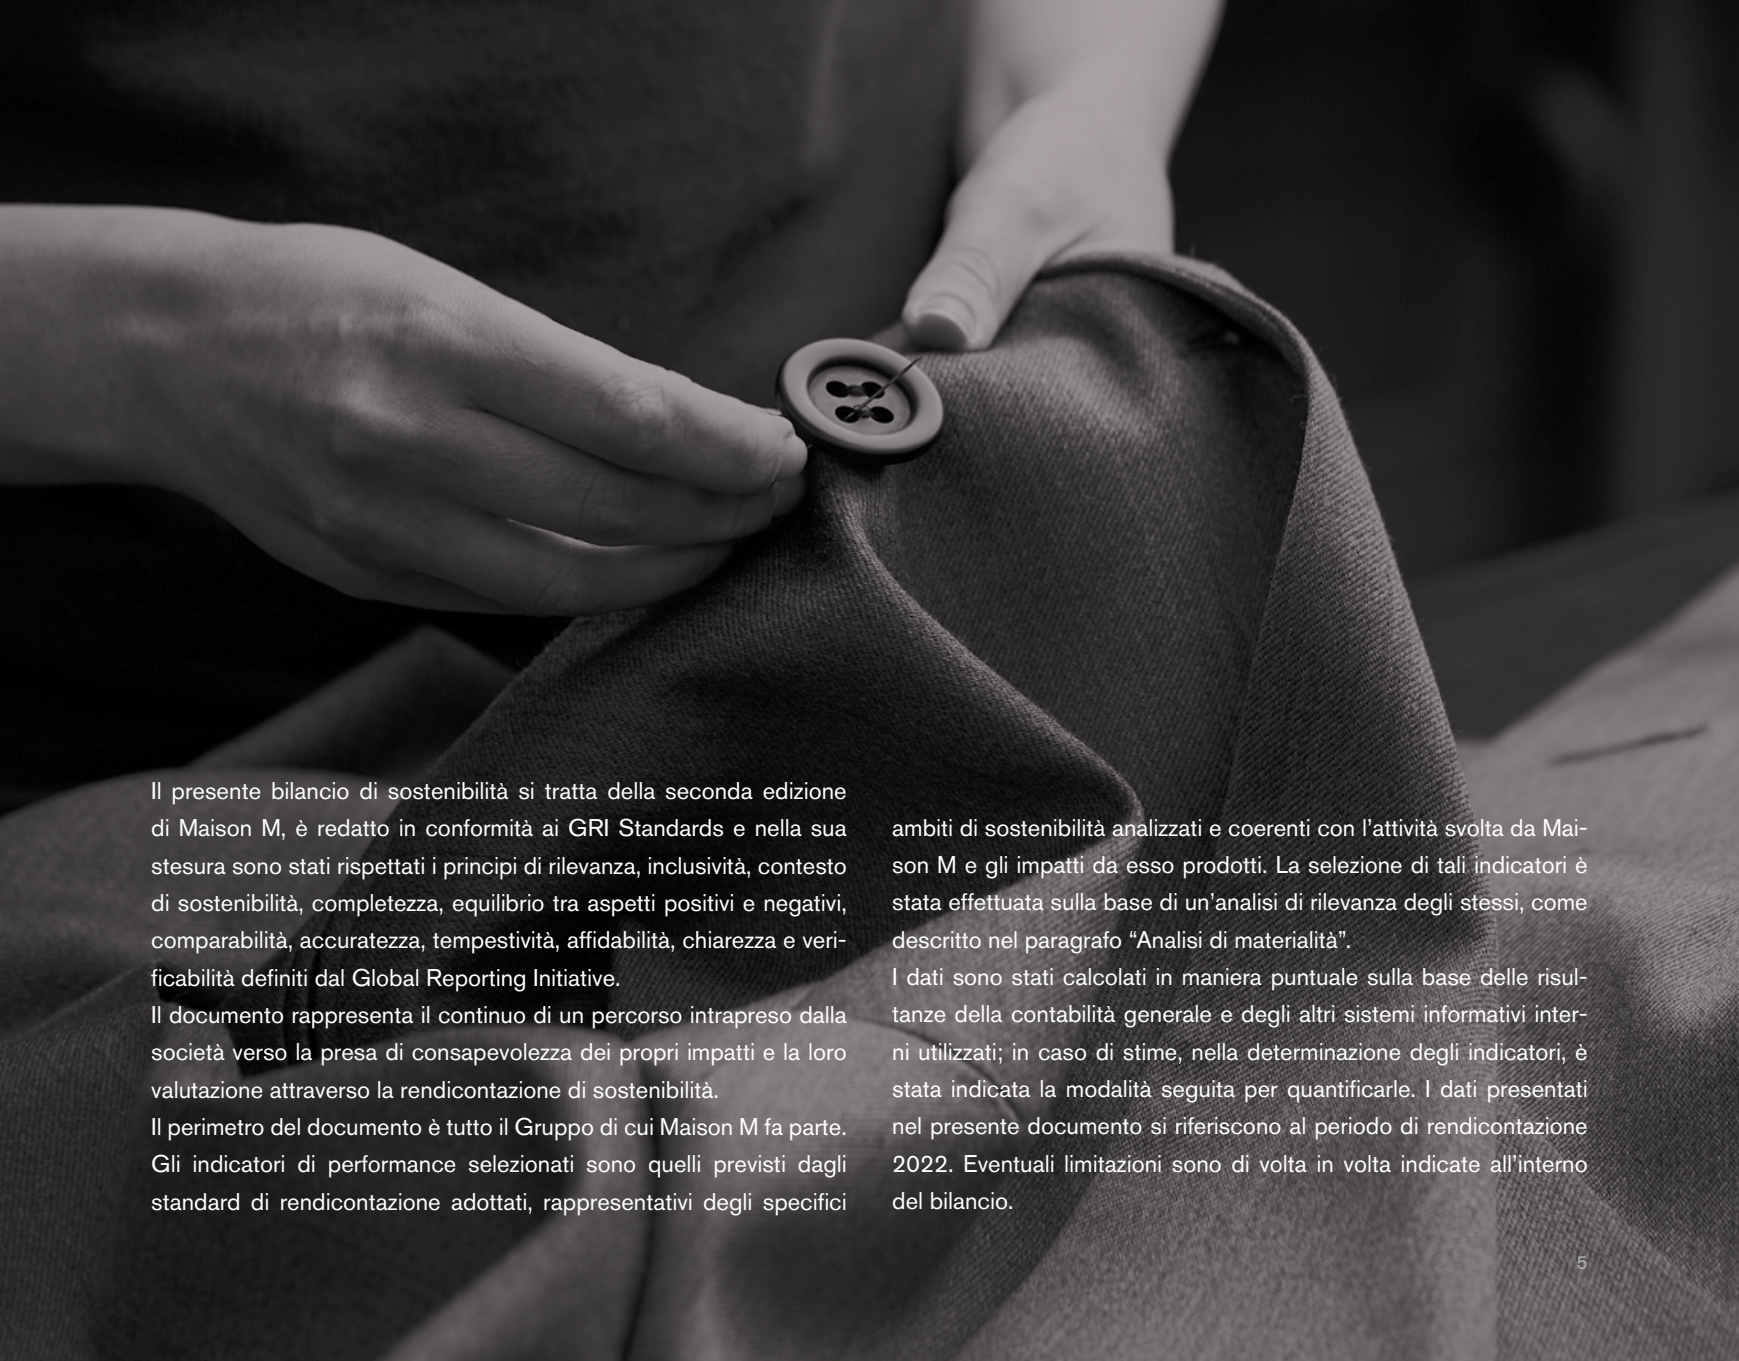 Il presente bilancio di sostenibilità si tratta della seconda edizione
di Maison M, è redatto in conformità ai GRI Standards e nella sua
stesura sono stati rispettati i principi di rilevanza, inclusività, contesto
di sostenibilità, completezza, equilibrio tra aspetti positivi e negativi,
comparabilità, accuratezza, tempestività, affidabilità, chiarezza e veri-
ficabilità definiti dal Global Reporting Initiative.
Il documento rappresenta il continuo di un percorso intrapreso dalla
società verso la presa di consapevolezza dei propri impatti e la loro
valutazione attraverso la rendicontazione di sostenibilità.
Il perimetro del documento è tutto il Gruppo di cui Maison M fa parte.
Gli indicatori di performance selezionati sono quelli previsti dagli
standard di rendicontazione adottati, rappresentativi degli specifici
ambiti di sostenibilità analizzati e coerenti con l’attività svolta da Mai-
son M e gli impatti da esso prodotti. La selezione di tali indicatori è
stata effettuata sulla base di un’analisi di rilevanza degli stessi, come
descritto nel paragrafo “Analisi di materialità”.
I dati sono stati calcolati in maniera puntuale sulla base delle risul-
tanze della contabilità generale e degli altri sistemi informativi inter-
ni utilizzati; in caso di stime, nella determinazione degli indicatori, è
stata indicata la modalità seguita per quantificarle. I dati presentati
nel presente documento si riferiscono al periodo di rendicontazione
2022. Eventuali limitazioni sono di volta in volta indicate all’interno
del bilancio.
5